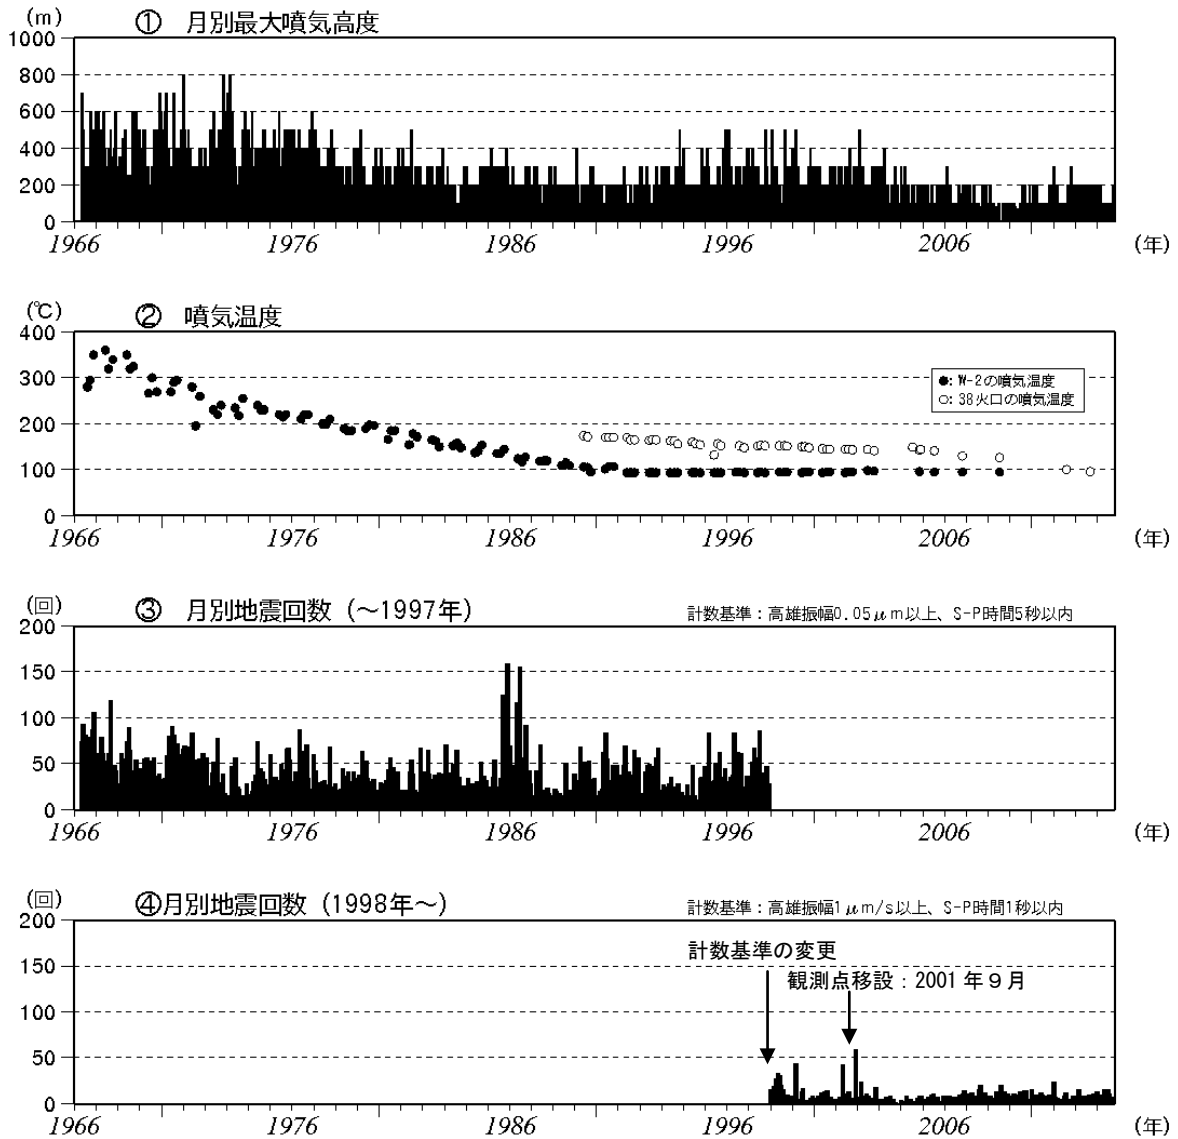 (m) ① 月別最大噴気高度
1000
800
600
400
200
0
1966 1976 1986 1996 2006 (年)
(℃) ② 噴気温度
400
300
200
100
0
●: W-2の噴気温度
○: 38火口の噴気温度
1966 1976 1986 1996 2006 (年)
(回) ③ 月別地震回数 (～1997年) 計数基準：高雄振幅0.05μm以上、S-P時間5秒以内
200
150
100
50
0
1966 1976 1986 1996 2006 (年)
(回) ④月別地震回数 (1998年～) 計数基準：高雄振幅1μm/s以上、S-P時間1秒以内
200
150
100
50
0
計数基準の変更
観測点移設：2001年９月
1966 1976 1986 1996 2006 (年)